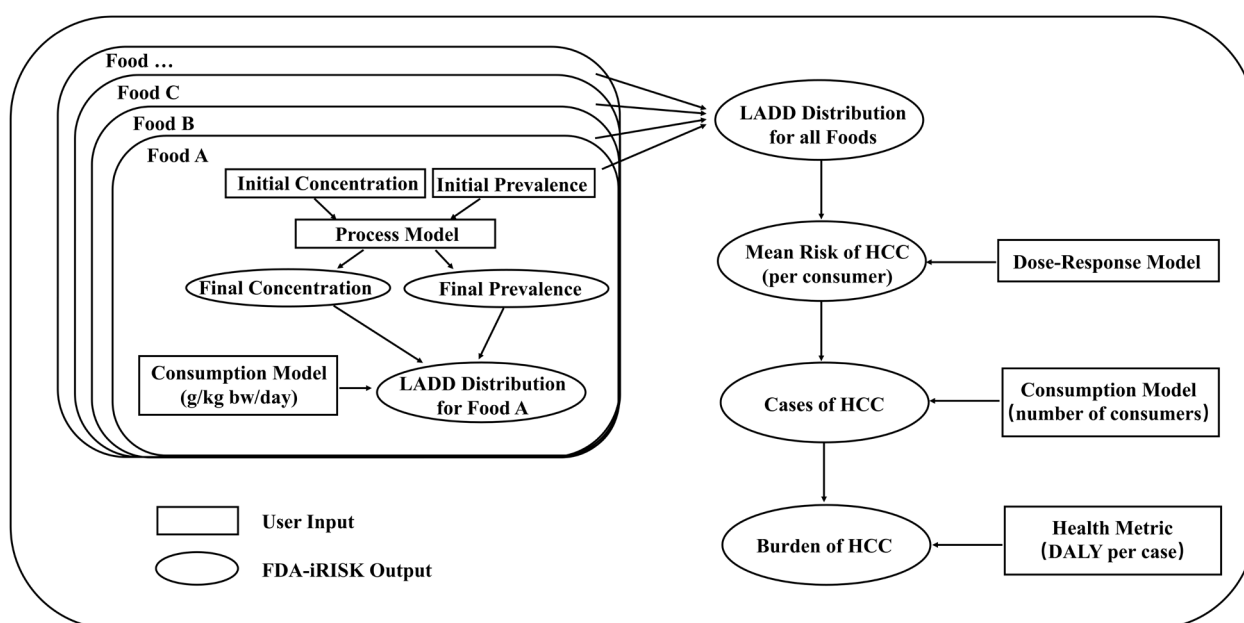 Food …
Food C
Food B
Food A
Initial Concentration
Initial Prevalence
Process Model
Final Concentration
Final Prevalence
Consumption Model
(g/kg bw/day)
LADD Distribution
for Food A
LADD Distribution
for all Foods
Mean Risk of HCC
(per consumer)
Dose-Response Model
Cases of HCC
Consumption Model
(number of consumers)
Burden of HCC
Health Metric
(DALY per case)
User Input
FDA-iRISK Output